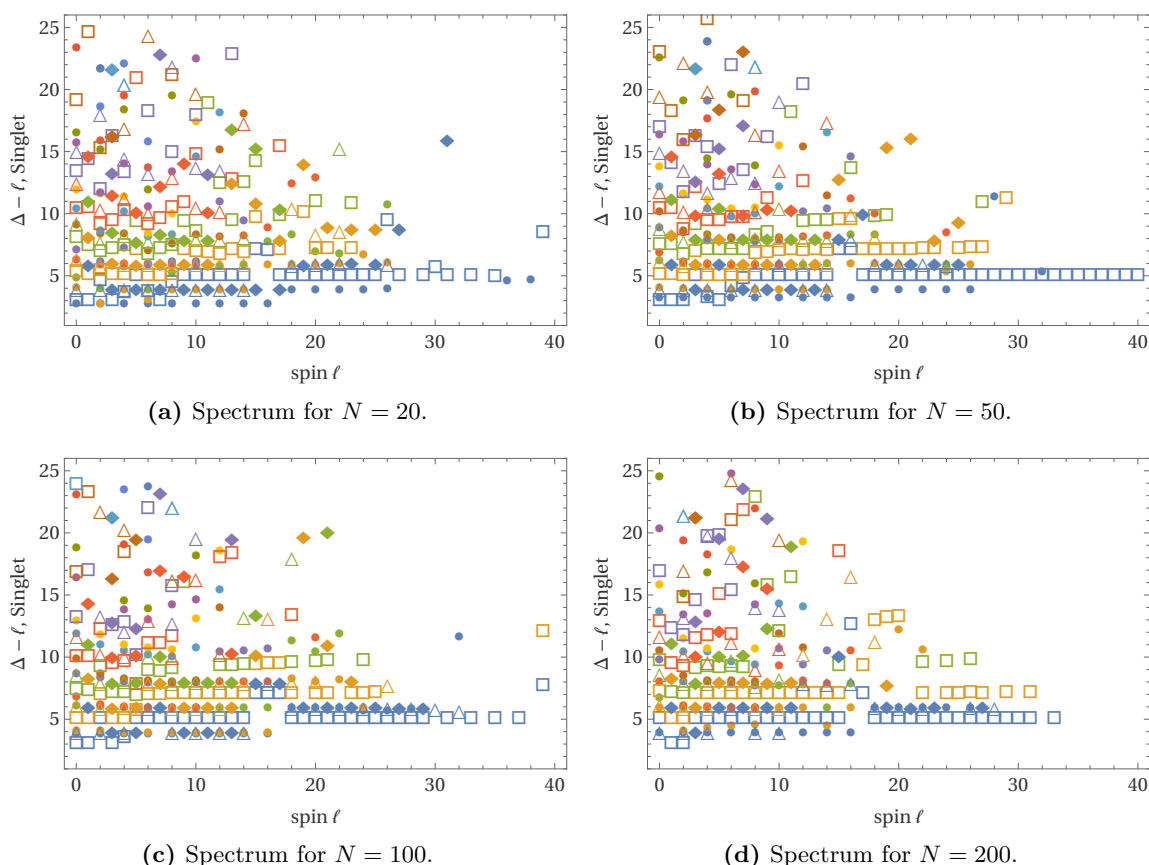 25
20
15
10
5
0 10 20 30 40
Δ − ℓ, Singlet
spin ℓ
(a) Spectrum for N = 20.
25
20
15
10
5
0 10 20 30 40
Δ − ℓ, Singlet
spin ℓ
(b) Spectrum for N = 50.
25
20
15
10
5
0 10 20 30 40
Δ − ℓ, Singlet
spin ℓ
(c) Spectrum for N = 100.
25
20
15
10
5
0 10 20 30 40
Δ − ℓ, Singlet
spin ℓ
(d) Spectrum for N = 200.